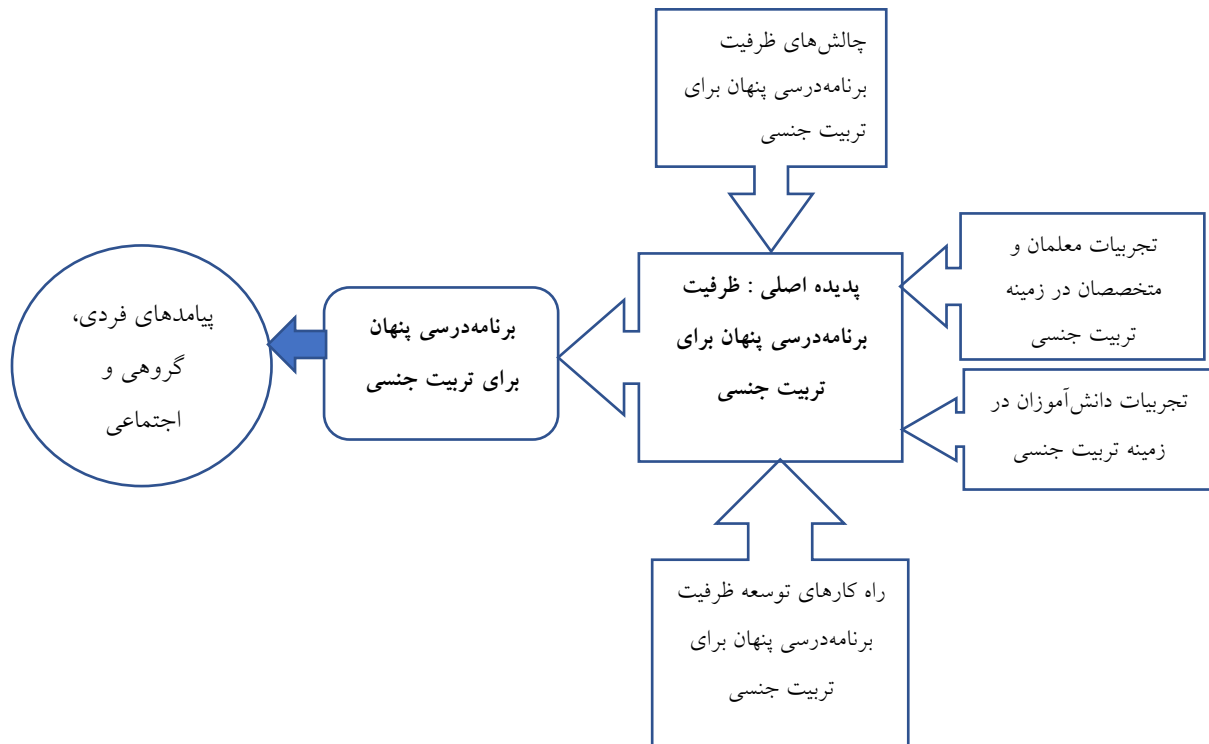 چالش‌های ظرفیت
برنامه‌درسی پنهان برای
تربیت جنسی
تجربیات معلمان و
متخصصان در زمینه
تربیت جنسی
تجربیات دانش‌آموزان در
زمینه تربیت جنسی
پدیده اصلی : ظرفیت
برنامه‌درسی پنهان برای
تربیت جنسی
برنامه‌درسی پنهان
برای تربیت جنسی
پیامدهای فردی،
گروهی و
اجتماعی
راه کارهای توسعه ظرفیت
برنامه‌درسی پنهان برای
تربیت جنسی